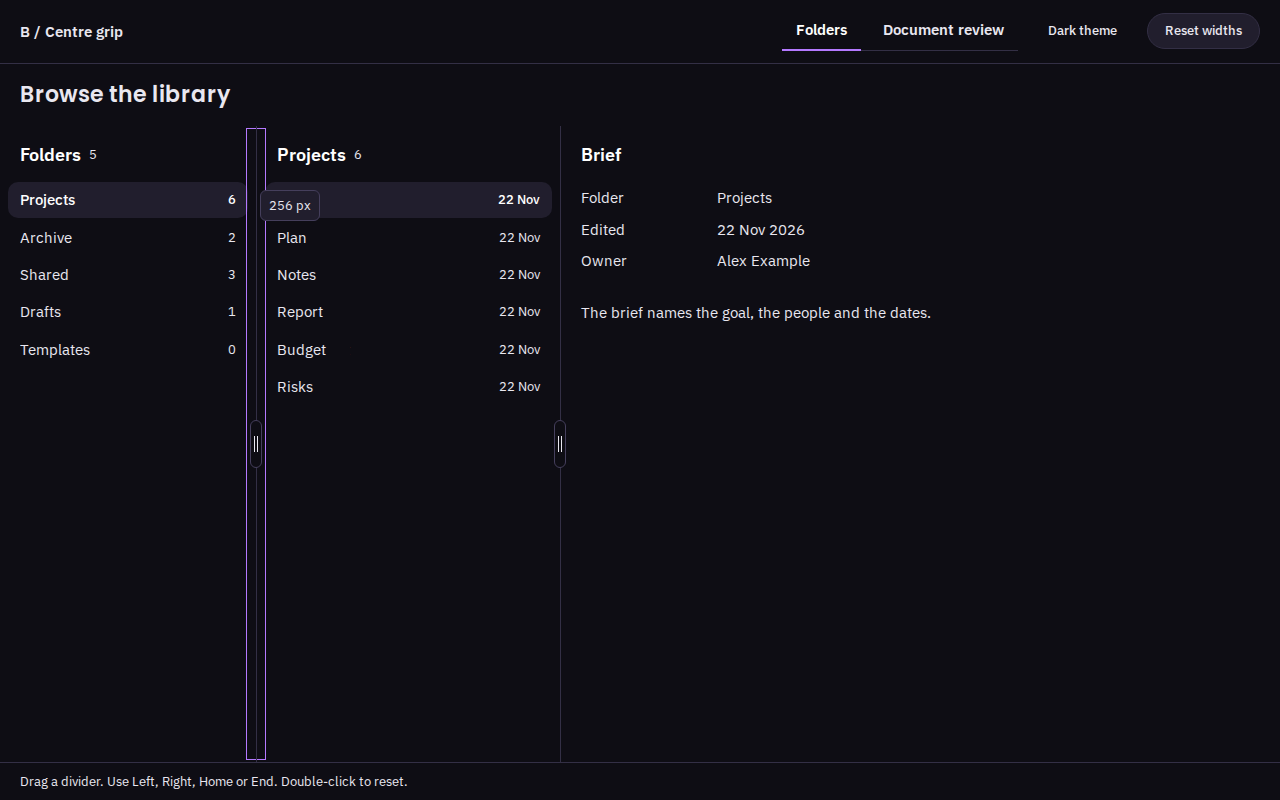 B / Centre grip
Folders
Document review
Dark theme
Reset widths
Browse the library
Folders 5
Projects 6
Archive 2
Shared 3
Drafts 1
Templates 0
256 px
Projects 6
22 Nov
Plan 22 Nov
Notes 22 Nov
Report 22 Nov
Budget 22 Nov
Risks 22 Nov
Brief
Folder Projects
Edited 22 Nov 2026
Owner Alex Example
The brief names the goal, the people and the dates.
Drag a divider. Use Left, Right, Home or End. Double-click to reset.